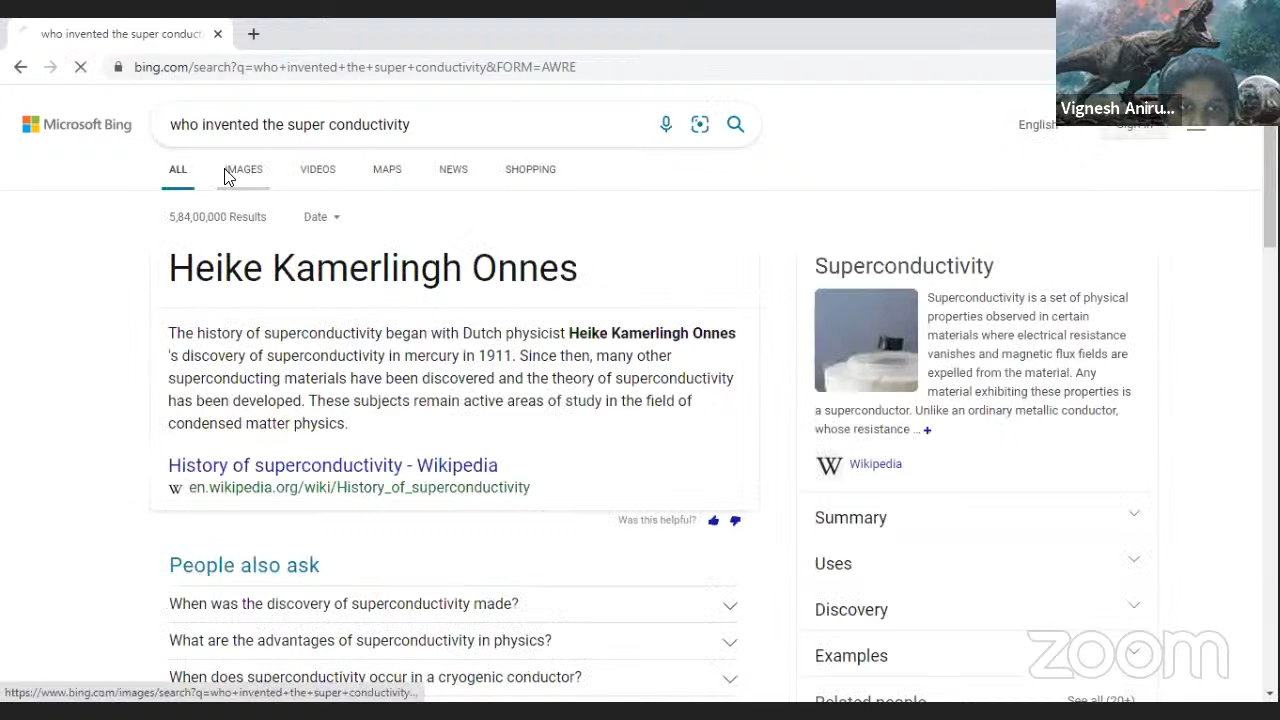 who invented the super conduct
bing.com/search?q=who+invented+the+super+conductivity&FORM=AWRE
Vignesh Aniru...
Microsoft Bing
who invented the super conductivity
English
Sign in
ALL IMAGES VIDEOS MAPS NEWS SHOPPING
5,84,00,000 Results Date
Heike Kamerlingh Onnes
The history of superconductivity began with Dutch physicist Heike Kamerlingh Onnes
's discovery of superconductivity in mercury in 1911. Since then, many other
superconducting materials have been discovered and the theory of superconductivity
has been developed. These subjects remain active areas of study in the field of
condensed matter physics.
History of superconductivity - Wikipedia
W en.wikipedia.org/wiki/History_of_superconductivity
Was this helpful?
People also ask
When was the discovery of superconductivity made?
What are the advantages of superconductivity in physics?
When does superconductivity occur in a cryogenic conductor?
Superconductivity
Superconductivity is a set of physical
properties observed in certain
materials where electrical resistance
vanishes and magnetic flux fields are
expelled from the material. Any
material exhibiting these properties is
a superconductor. Unlike an ordinary metallic conductor,
whose resistance ... +
W Wikipedia
Summary
Uses
Discovery
Examples
Related people See all (20+)
zoom
https://www.bing.com/images/search?q=who+invented+the+super+conductivity...